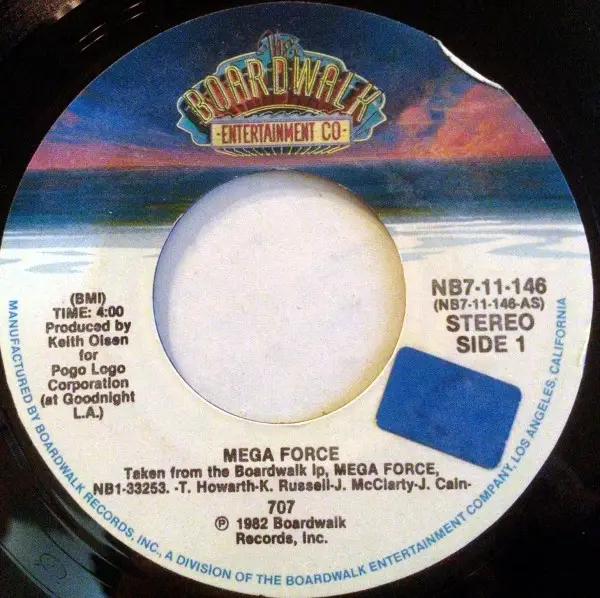 THE
BOARDWALK
-ENTERTAINMENT CO-
(BMI)
TIME: 4:00
Produced by
Keith Olsen
for
Pogo Logo
Corporation
(at Goodnight
L.A.)
NB7-11-146
(NB7-11-146-AS)
STEREO
SIDE 1
MEGA FORCE
Taken from the Boardwalk lp, MEGA FORCE,
NB1-33253. -T. Howarth-K. Russell-J. McClarty-J. Cain-
707
Ⓟ 1982 Boardwalk
Records, Inc.
MANUFACTURED BY BOARDWALK RECORDS, INC., A DIVISION OF THE BOARDWALK ENTERTAINMENT COMPANY, LOS ANGELES, CALIFORNIA